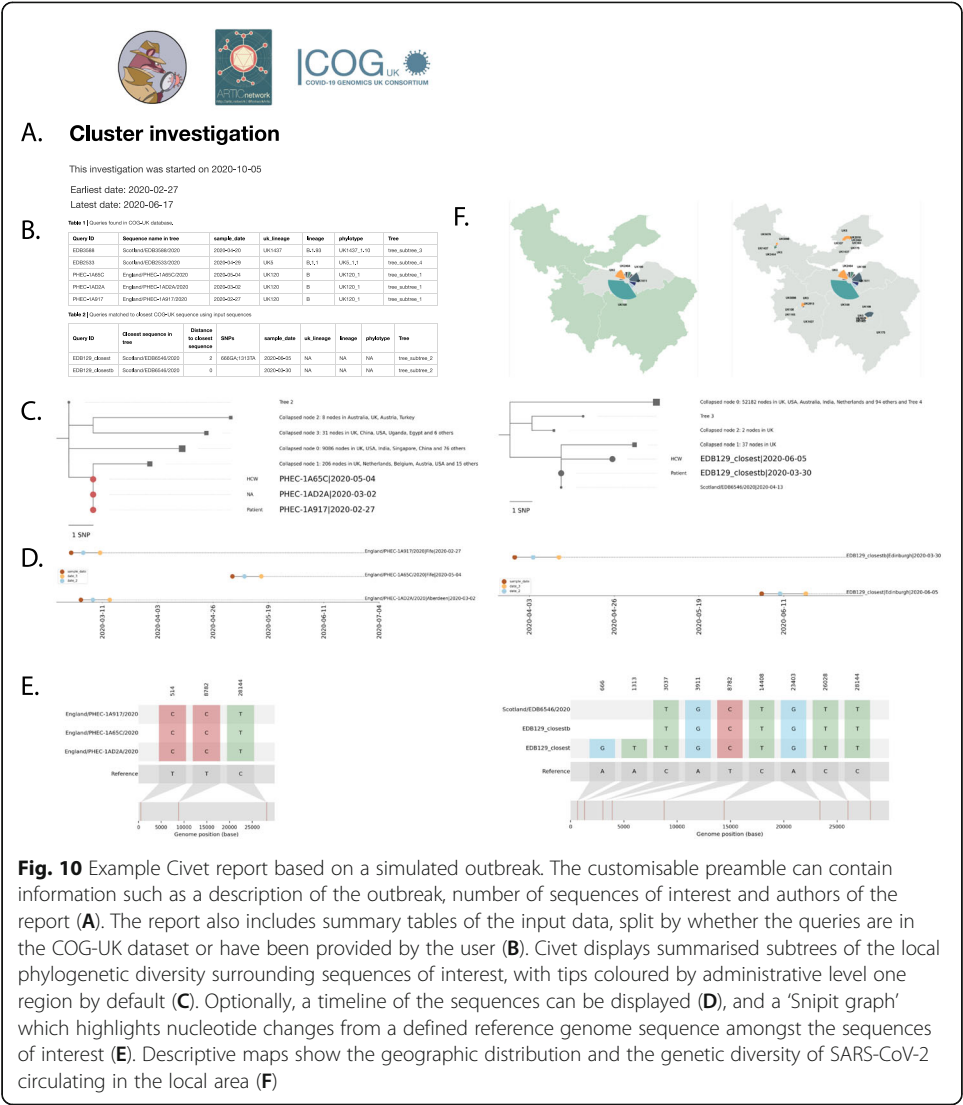 ARTICnetwork
COG UK
COVID-19 GENOMICS UK CONSORTIUM
A. Cluster investigation
This investigation was started on 2020-10-05
Earliest date: 2020-02-27
Latest date: 2020-06-17
B.
Table 1 | Queries found in COG-UK database.
Query ID Sequence name in tree sample_date uk_lineage lineage phylotype Tree
EDB3588 Scotland/EDB3588/2020 2020-04-20 UK1437 B.1.93 UK1437_1.10 tree_subtree_3
EDB2533 Scotland/EDB2533/2020 2020-04-29 UK5 B.1.1 UK5_1.1 tree_subtree_4
PHEC-1A65C England/PHEC-1A65C/2020 2020-05-04 UK120 B UK120_1 tree_subtree_1
PHEC-1AD2A England/PHEC-1AD2A/2020 2020-03-02 UK120 B UK120_1 tree_subtree_1
PHEC-1A917 England/PHEC-1A917/2020 2020-02-27 UK120 B UK120_1 tree_subtree_1
Table 2 | Queries matched to closest COG-UK sequence using input sequences
Query ID Closest sequence in tree Distance to closest sequence SNPs sample_date uk_lineage lineage phylotype Tree
EDB129_closest Scotland/EDB6546/2020 2 666GA;1313TA 2020-06-05 NA NA NA tree_subtree_2
EDB129_closestb Scotland/EDB6546/2020 0 2020-03-30 NA NA NA tree_subtree_2
F.
C.
Tree 2
Collapsed node 2: 8 nodes in Australia, UK, Austria, Turkey
Collapsed node 3: 31 nodes in UK, China, USA, Uganda, Egypt and 6 others
Collapsed node 0: 9086 nodes in UK, USA, India, Singapore, China and 76 others
Collapsed node 1: 206 nodes in UK, Netherlands, Belgium, Austria, USA and 15 others
HCW PHEC-1A65C|2020-05-04
NA PHEC-1AD2A|2020-03-02
Patient PHEC-1A917|2020-02-27
1 SNP
Collapsed node 0: 52182 nodes in UK, USA, Australia, India, Netherlands and 94 others and Tree 4
Tree 3
Collapsed node 2: 2 nodes in UK
Collapsed node 1: 37 nodes in UK
HCW EDB129_closest|2020-06-05
Patient EDB129_closestb|2020-03-30
Scotland/EDB6546/2020|2020-04-13
1 SNP
D.
England/PHEC-1A917/2020|Fife|2020-02-27
England/PHEC-1A65C/2020|Fife|2020-05-04
England/PHEC-1AD2A/2020|Aberdeen|2020-03-02
sample_date
date_1
date_2
2020-03-11 2020-04-03 2020-04-26 2020-05-19 2020-06-11 2020-07-04
EDB129_closestb|Edinburgh|2020-03-30
EDB129_closest|Edinburgh|2020-06-05
sample_date
date_1
date_2
2020-04-03 2020-04-26 2020-05-19 2020-06-11
E.
514 8782 28144
England/PHEC-1A917/2020 C C T
England/PHEC-1A65C/2020 C C T
England/PHEC-1AD2A/2020 C C T
Reference T T C
0 5000 10000 15000 20000 25000
Genome position (base)
666 1313 3037 3911 8782 14408 23403 26028 28144
Scotland/EDB6546/2020 T G C T G T T
EDB129_closestb T G C T G T T
EDB129_closest G T T G C T G T T
Reference A A C A T C A C C
0 5000 10000 15000 20000 25000
Genome position (base)
Fig. 10 Example Civet report based on a simulated outbreak. The customisable preamble can contain
information such as a description of the outbreak, number of sequences of interest and authors of the
report (A). The report also includes summary tables of the input data, split by whether the queries are in
the COG-UK dataset or have been provided by the user (B). Civet displays summarised subtrees of the local
phylogenetic diversity surrounding sequences of interest, with tips coloured by administrative level one
region by default (C). Optionally, a timeline of the sequences can be displayed (D), and a ‘Snipit graph’
which highlights nucleotide changes from a defined reference genome sequence amongst the sequences
of interest (E). Descriptive maps show the geographic distribution and the genetic diversity of SARS-CoV-2
circulating in the local area (F)